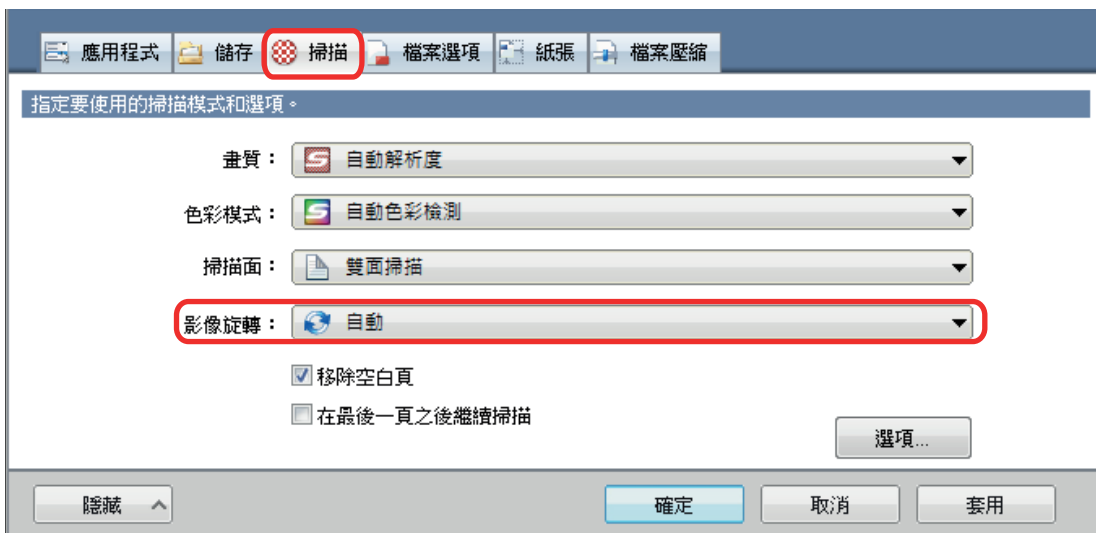 應用程式 儲存 掃描 檔案選項 紙張 檔案壓縮
指定要使用的掃描模式和選項。
畫質： 自動解析度
色彩模式： 自動色彩檢測
掃描面： 雙面掃描
影像旋轉： 自動
移除空白頁
在最後一頁之後繼續掃描
選項...
隱藏 確定 取消 套用